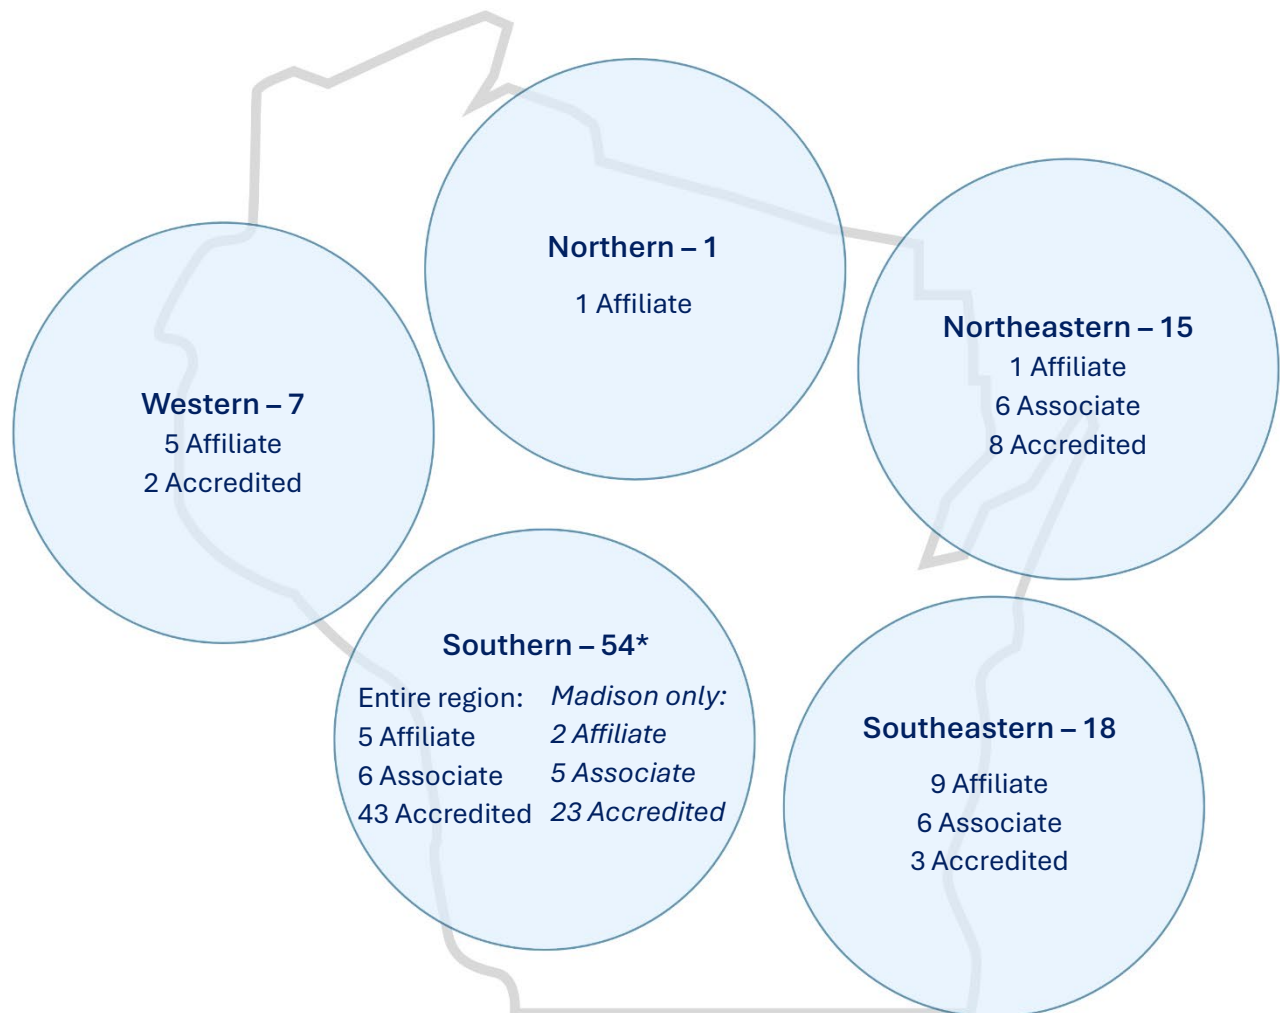 Northern – 1
1 Affiliate
Northeastern – 15
1 Affiliate
6 Associate
8 Accredited
Western – 7
5 Affiliate
2 Accredited
Southern – 54*
Entire region:
5 Affiliate
6 Associate
43 Accredited
Madison only:
2 Affiliate
5 Associate
23 Accredited
Southeastern – 18
9 Affiliate
6 Associate
3 Accredited